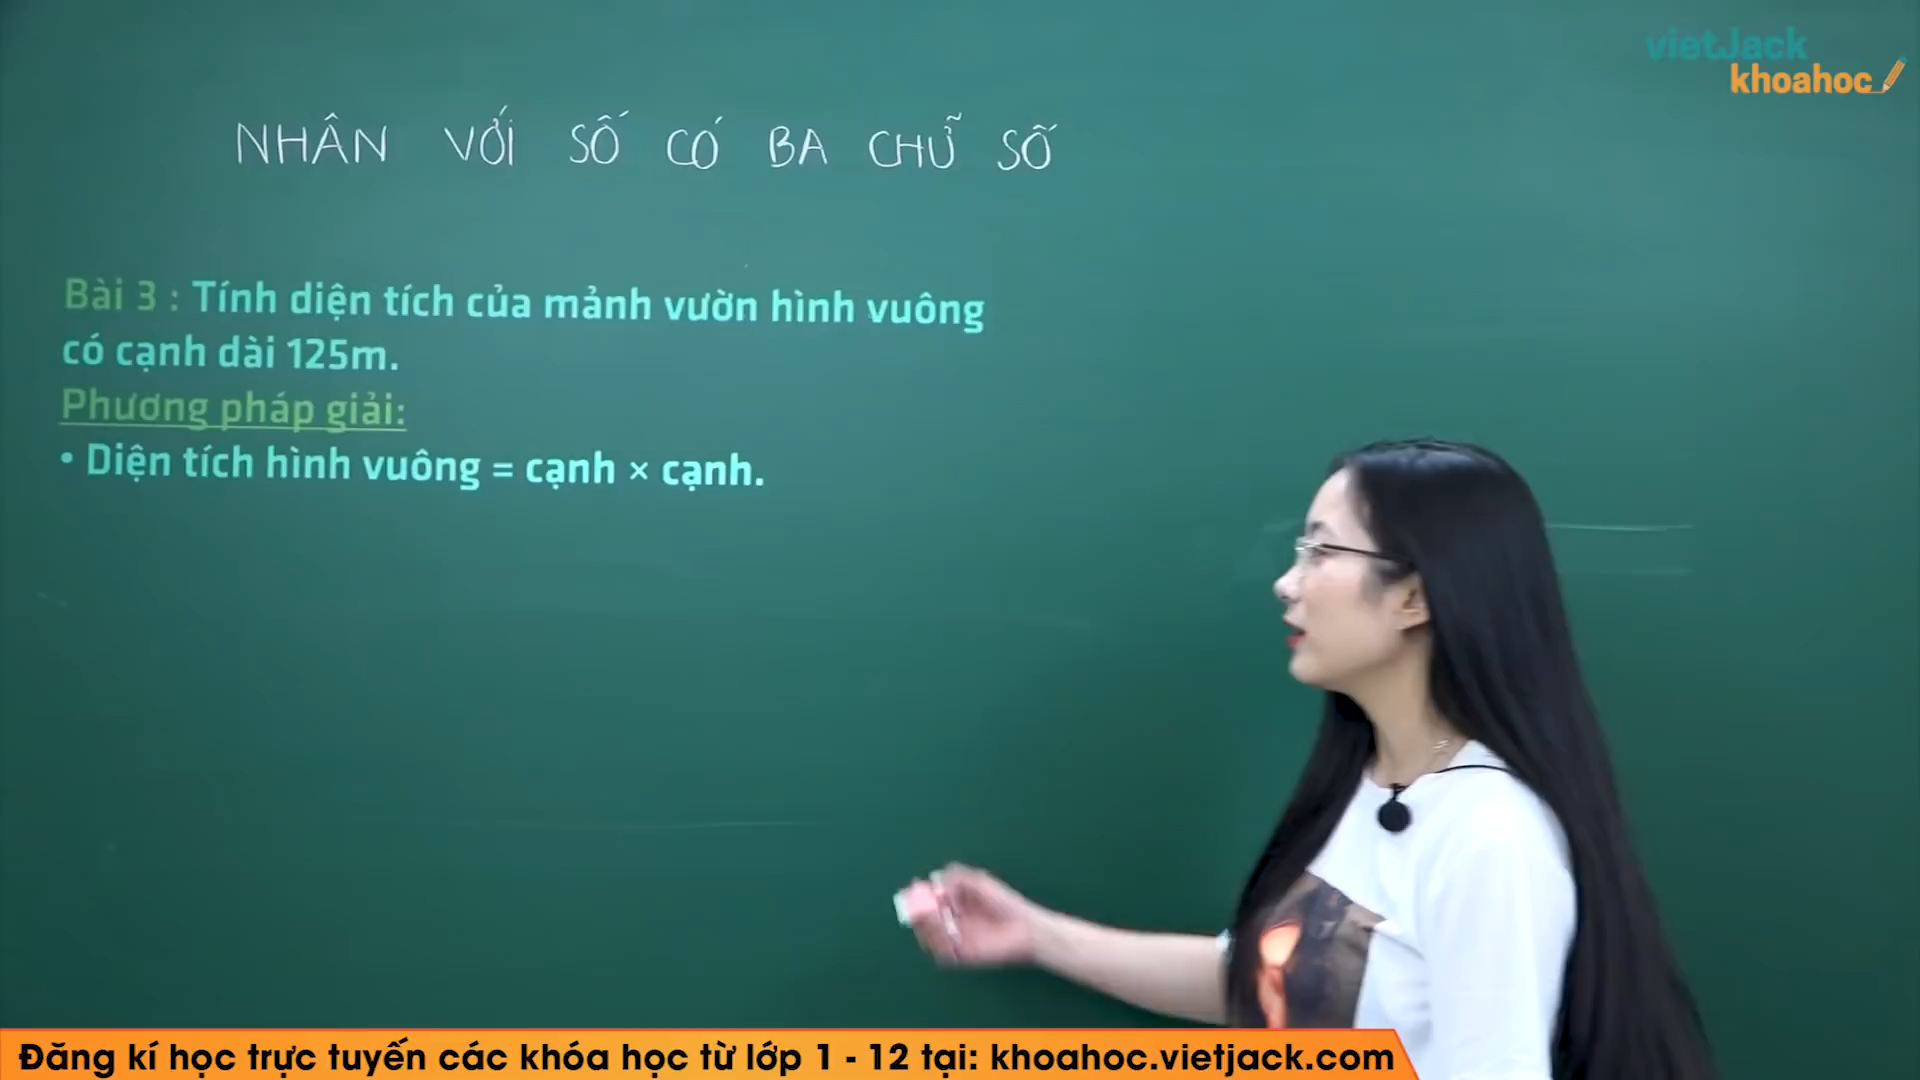 vietJack
khoahoc
NHÂN VỚI SỐ CÓ BA CHỮ SỐ
Bài 3 : Tính diện tích của mảnh vườn hình vuông
có cạnh dài 125m.
Phương pháp giải:
• Diện tích hình vuông = cạnh × cạnh.
Đăng kí học trực tuyến các khóa học từ lớp 1 - 12 tại: khoahoc.vietjack.com